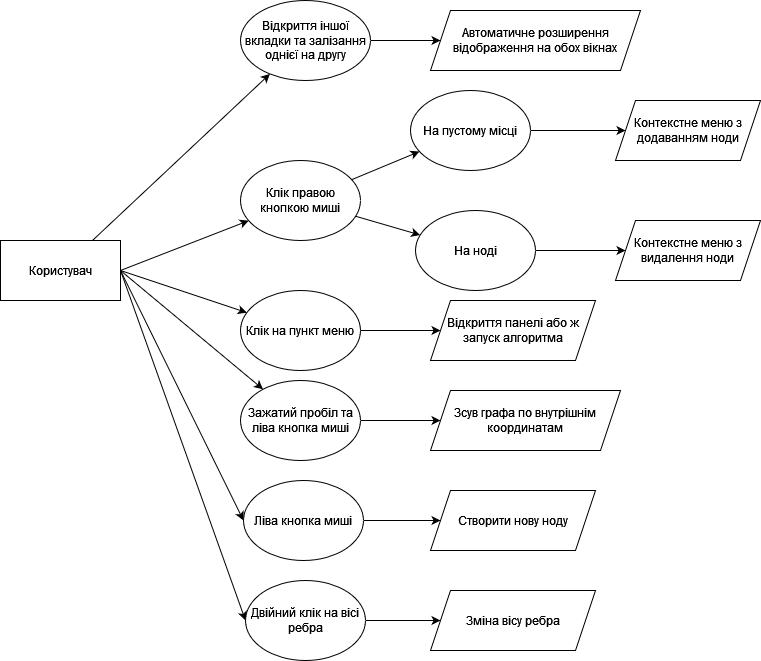 Відкриття іншої
вкладки та залізання
однієї на другу
Автоматичне розширення
відображення на обох вікнах
На пустому місці
Контекстне меню з
додаванням ноди
Клік правою
кнопкою миші
На ноді
Контекстне меню з
видалення ноди
Користувач
Клік на пункт меню
Відкриття панелі або ж
запуск алгоритма
Зажатий пробіл та
ліва кнопка миші
Зсув графа по внутрішнім
координатам
Ліва кнопка миші
Створити нову ноду
Двійний клік на вісі
ребра
Зміна вісу ребра